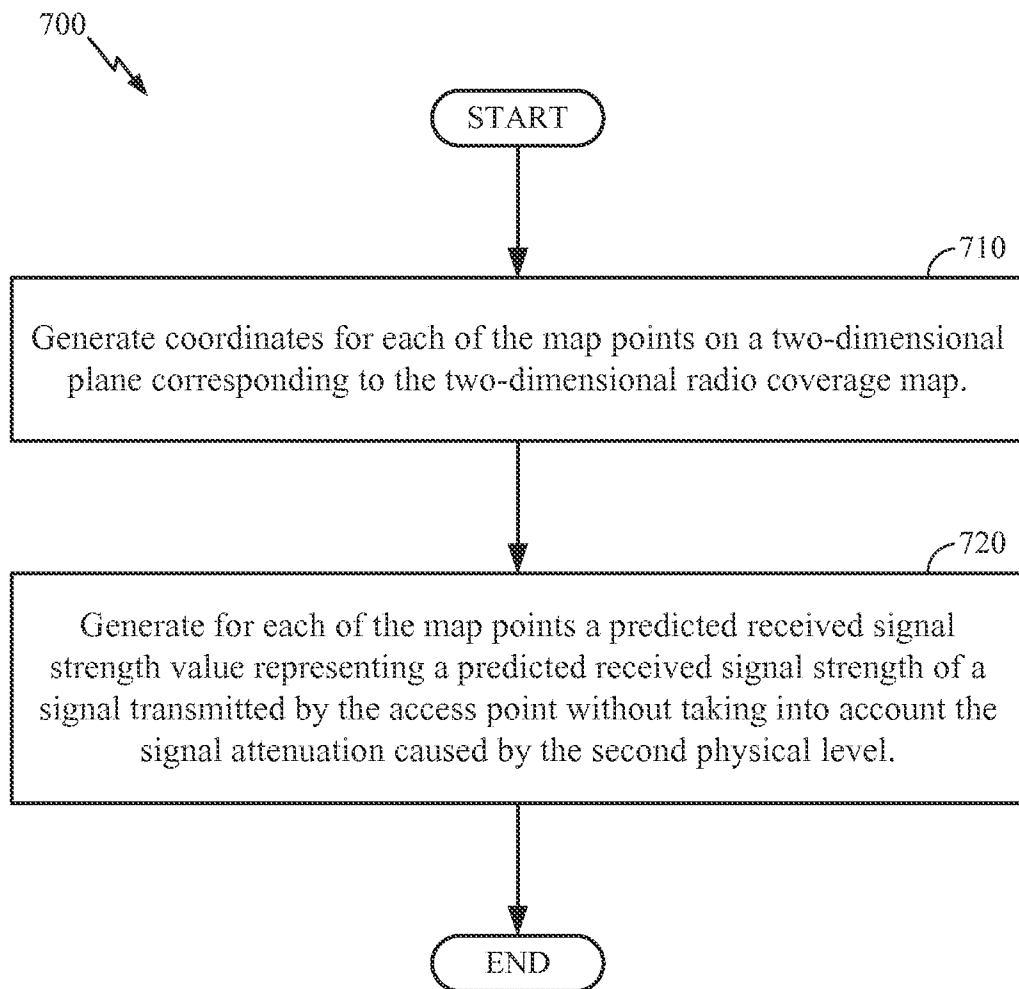 700
START
710
Generate coordinates for each of the map points on a two-dimensional
plane corresponding to the two-dimensional radio coverage map.
720
Generate for each of the map points a predicted received signal
strength value representing a predicted received signal strength of a
signal transmitted by the access point without taking into account the
signal attenuation caused by the second physical level.
END